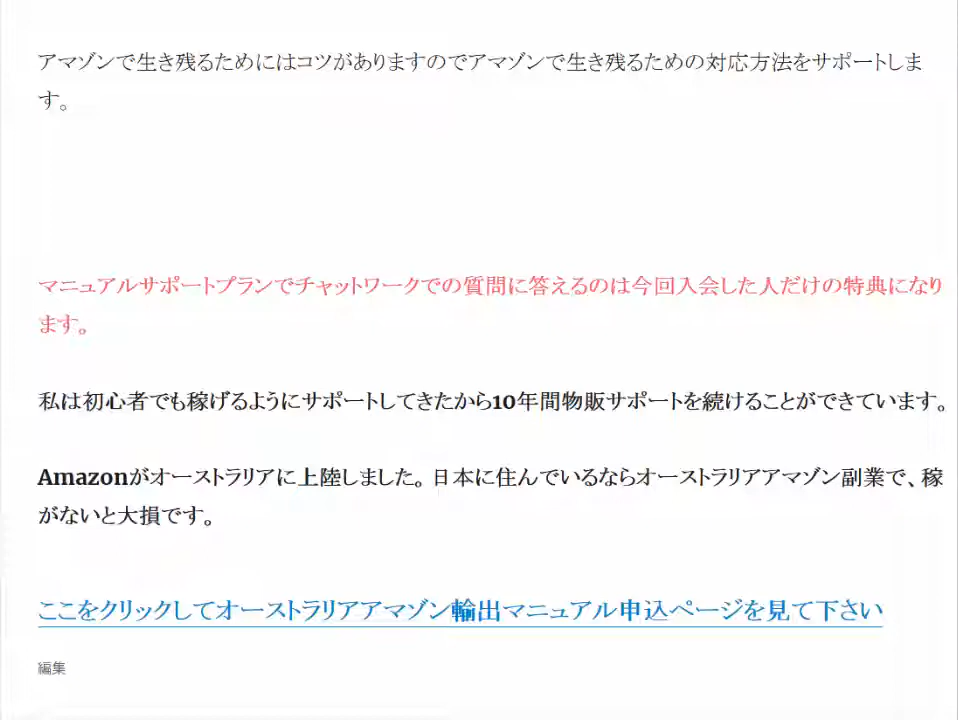 アマゾンで生き残るためにはコツがありますのでアマゾンで生き残るための対応方法をサポートしま
す。
マニュアルサポートプランでチャットワークでの質問に答えるのは今回入会した人だけの特典になり
ます。
私は初心者でも稼げるようにサポートしてきたから10年間物販サポートを続けることができています。
Amazonがオーストラリアに上陸しました。日本に住んでいるならオーストラリアアマゾン副業で、稼
がないと大損です。
ここをクリックしてオーストラリアアマゾン輸出マニュアル申込ページを見て下さい
編集